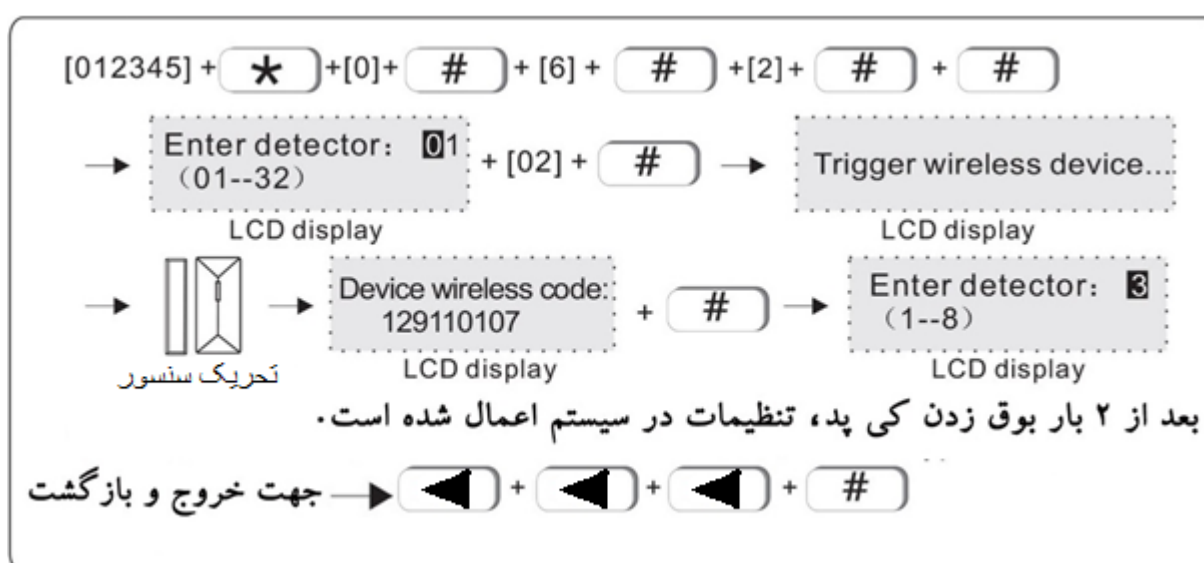 [012345] + * +[0]+ # + [6] + # +[2]+ # + #
Enter detector: 01 + [02] + # → Trigger wireless device...
(01--32)
LCD display LCD display
Device wireless code: + # → Enter detector: 3
129110107 (1--8)
تحریک سنسور LCD display LCD display
بعد از ۲ بار بوق زدن کی پد، تنظیمات در سیستم اعمال شده است.
جهت خروج و بازگشت → ◀ + ◀ + ◀ + #